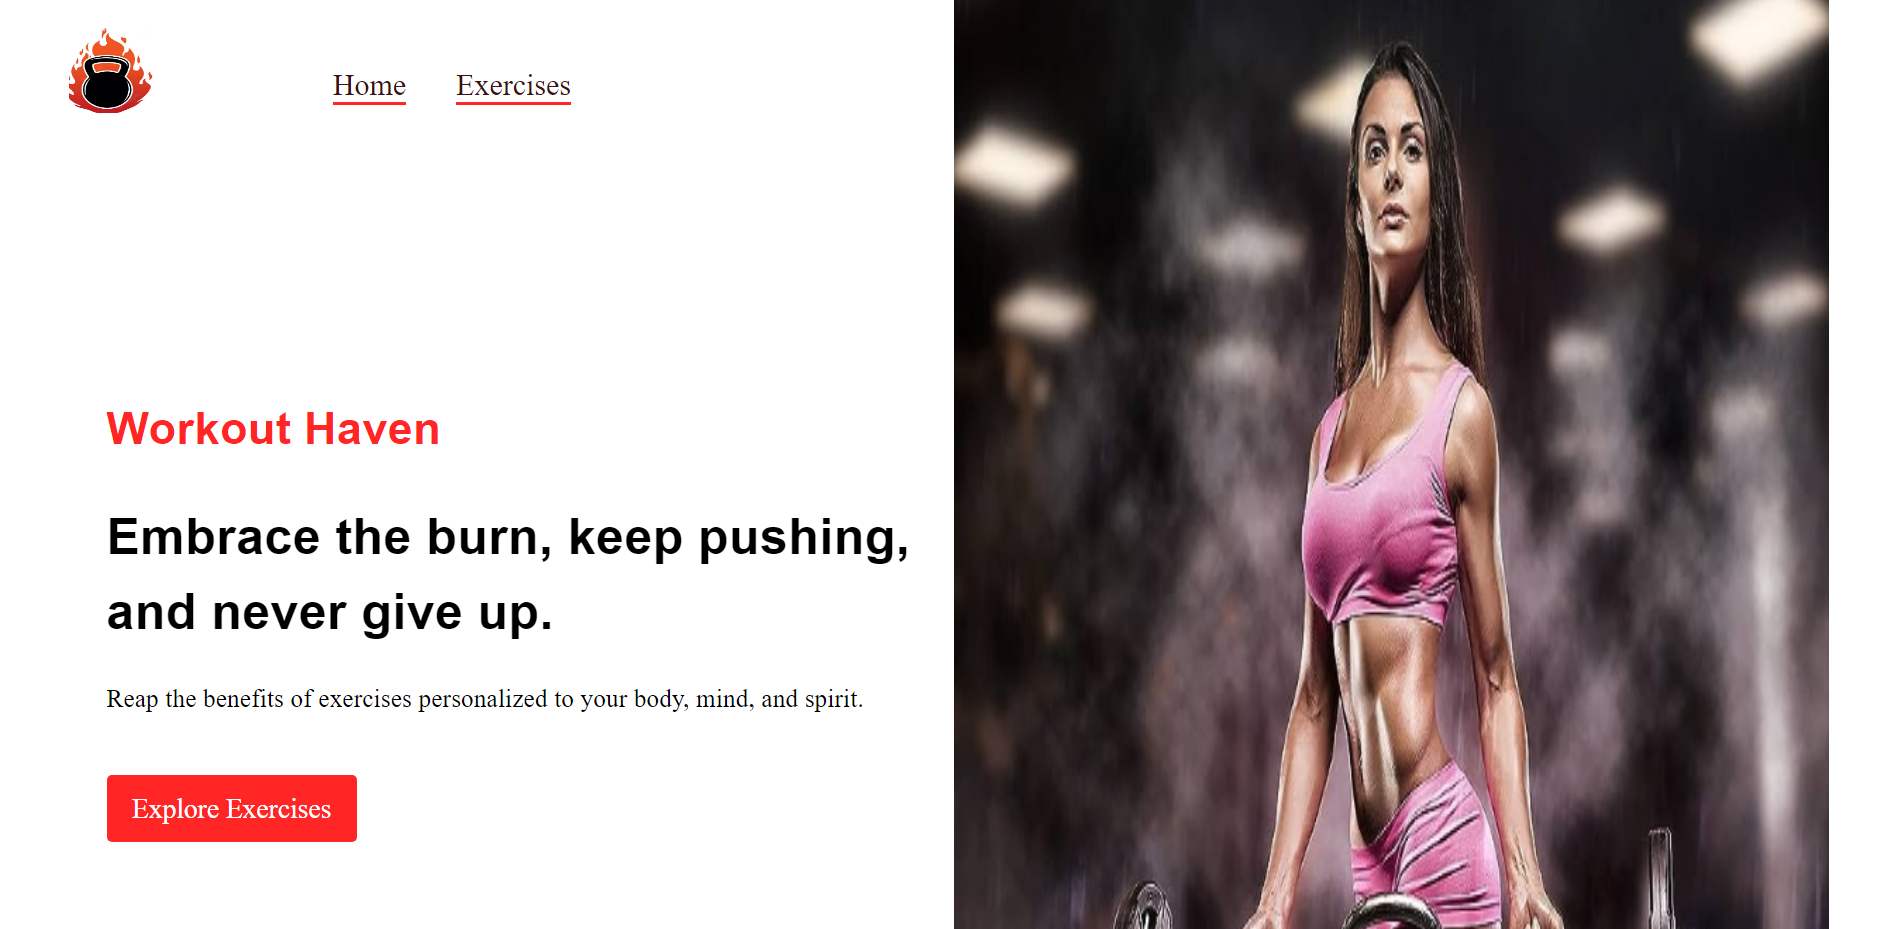 Home
Exercises
Workout Haven
Embrace the burn, keep pushing,
and never give up.
Reap the benefits of exercises personalized to your body, mind, and spirit.
Explore Exercises